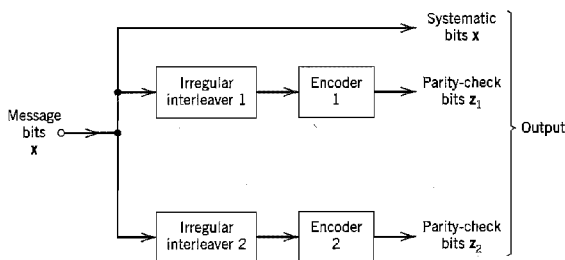 Systematic
bits x
Irregular
interleaver 1
Encoder
1
Parity-check
bits z1
Message
bits
x
Output
Irregular
interleaver 2
Encoder
2
Parity-check
bits z2